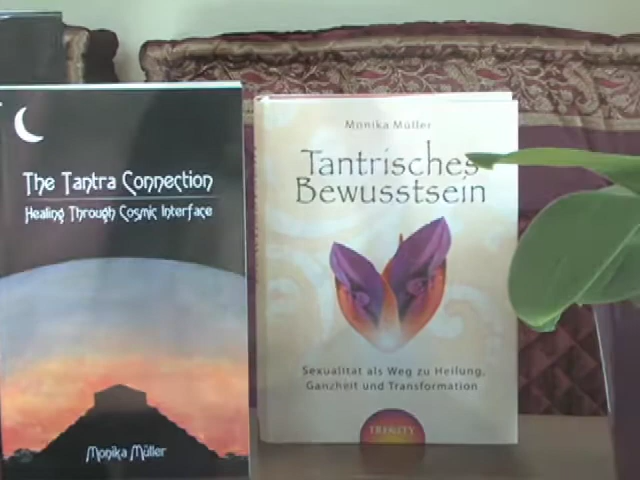 The Tantra Connection
Healing Through Cosmic Interface
Monika Müller
Monika Müller
Tantrisches
Bewusstsein
Sexualität als Weg zu Heilung,
Ganzheit und Transformation
TRINITY